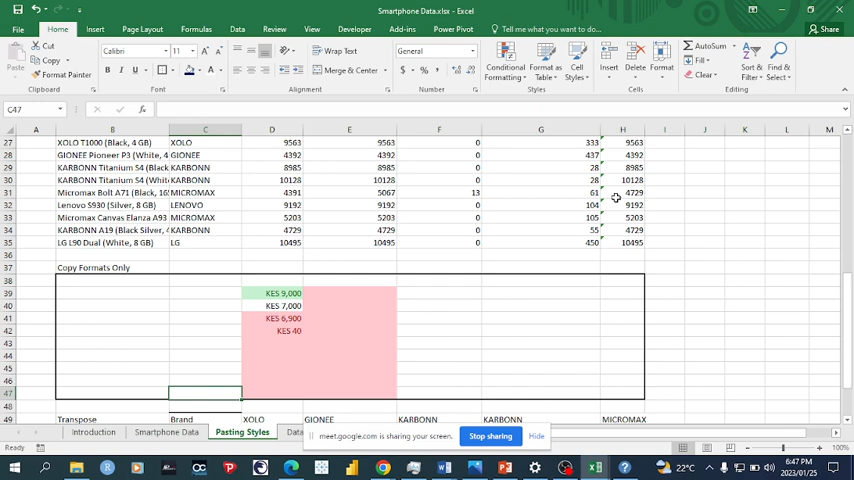 Smartphone Data.xlsx - Excel
File Home Insert Page Layout Formulas Data Review View Developer Add-ins Power Pivot Tell me what you want to do... Share
Cut
Copy
Format Painter
Paste
Clipboard
Calibri 11
B I U
Font
Wrap Text
Merge & Center
Alignment
General
$ % ,
Number
Conditional Formatting
Format as Table
Cell Styles
Styles
Insert Delete Format
Cells
AutoSum
Fill
Clear
Sort & Filter
Find & Select
Editing
C47 fx
A B C D E F G H I J K L M
27 XOLO T1000 (Black, 4 GB) XOLO 9563 9563 0 333 9563
28 GIONEE Pioneer P3 (White, 4 GIONEE 4392 4392 0 437 4392
29 KARBONN Titanium S4 (Black KARBONN 8985 8985 0 28 8985
30 KARBONN Titanium S4 (White KARBONN 10128 10128 0 28 10128
31 Micromax Bolt A71 (Black, 165 MICROMAX 4391 5067 13 61 4729
32 Lenovo S930 (Silver, 8 GB) LENOVO 9192 9192 0 104 9192
33 Micromax Canvas Elanza A93 MICROMAX 5203 5203 0 105 5203
34 KARBONN A19 (Black Silver, 4 KARBONN 4729 4729 0 55 4729
35 LG L90 Dual (White, 8 GB) LG 10495 10495 0 450 10495
36
37 Copy Formats Only
38
39 KES 9,000
40 KES 7,000
41 KES 6,900
42 KES 40
43
44
45
46
47
48
49 Transpose Brand XOLO GIONEE KARBONN KARBONN MICROMAX
Introduction Smartphone Data Pasting Styles Data
meet.google.com is sharing your screen. Stop sharing Hide
Ready 100%
22°C 6:47 PM
2023/01/25